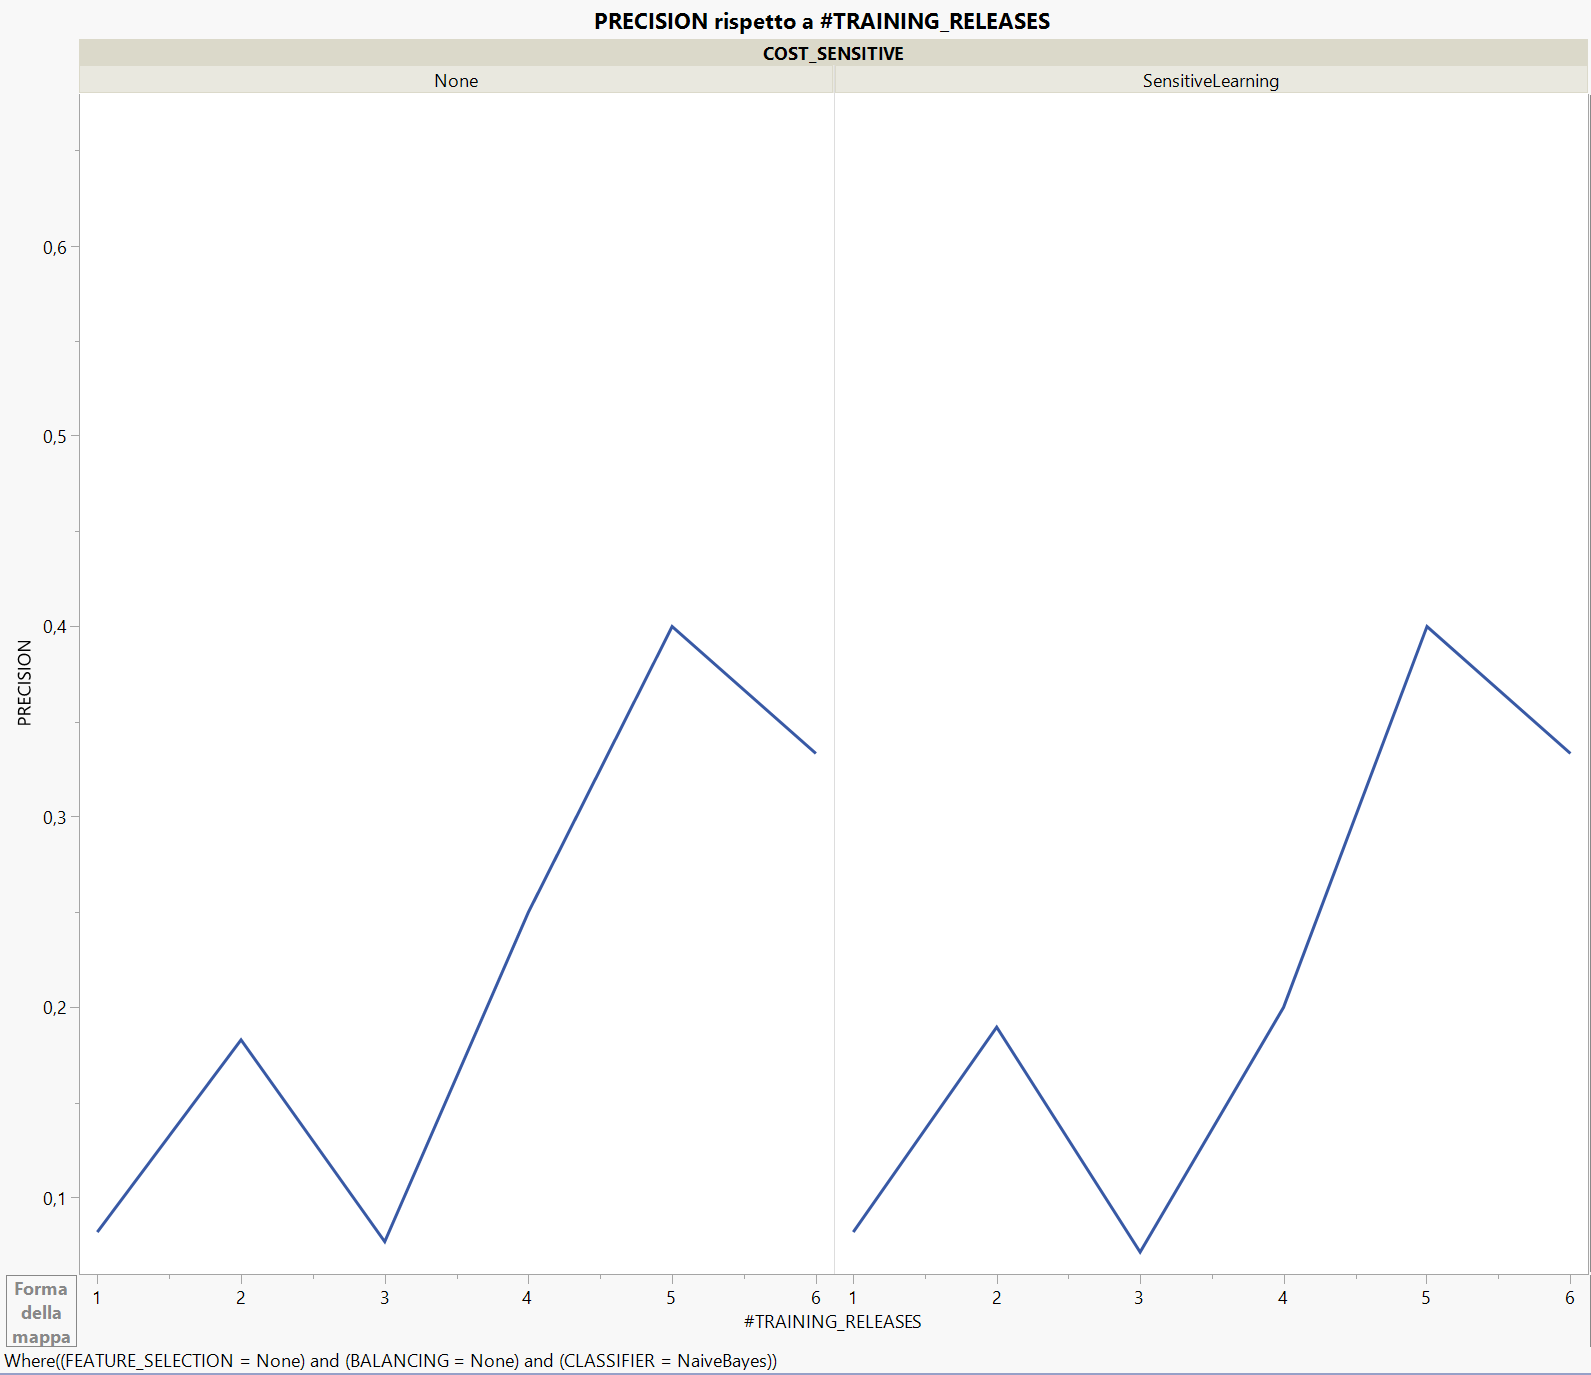 PRECISION rispetto a #TRAINING_RELEASES
COST_SENSITIVE
None
SensitiveLearning
0,6
0,5
0,4
0,3
0,2
0,1
PRECISION
1 2 3 4 5 6 1 2 3 4 5 6
#TRAINING_RELEASES
Forma
della
mappa
Where((FEATURE_SELECTION = None) and (BALANCING = None) and (CLASSIFIER = NaiveBayes))